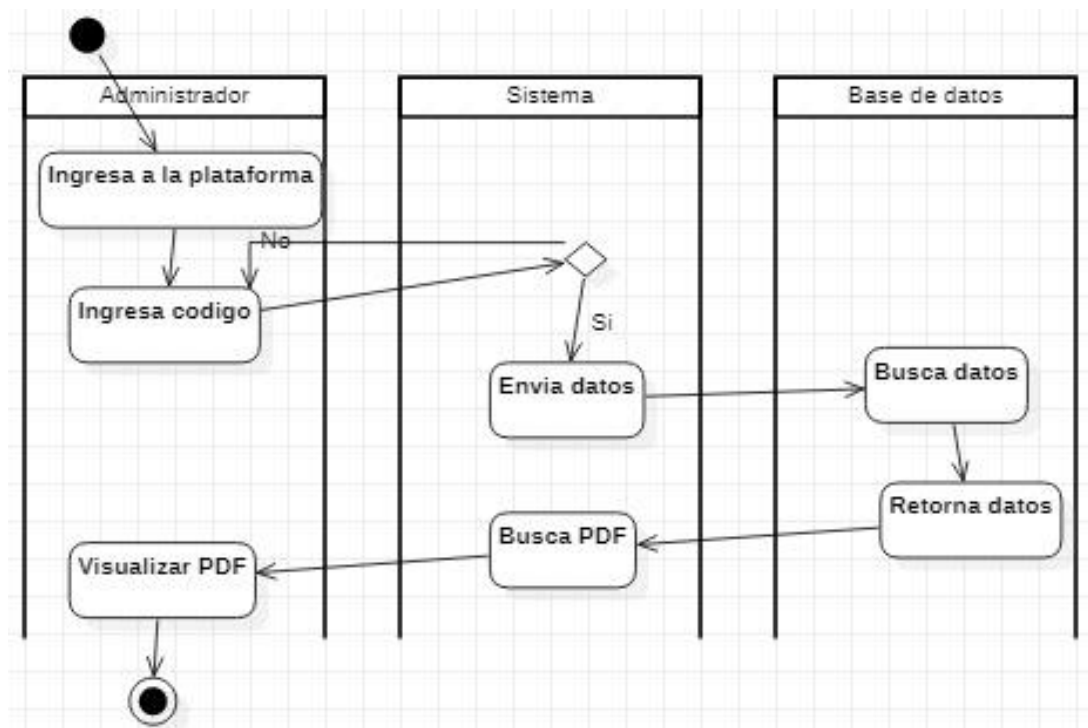 Administrador
Sistema
Base de datos
Ingresa a la plataforma
No
Ingresa codigo
Si
Envia datos
Busca datos
Retorna datos
Busca PDF
Visualizar PDF